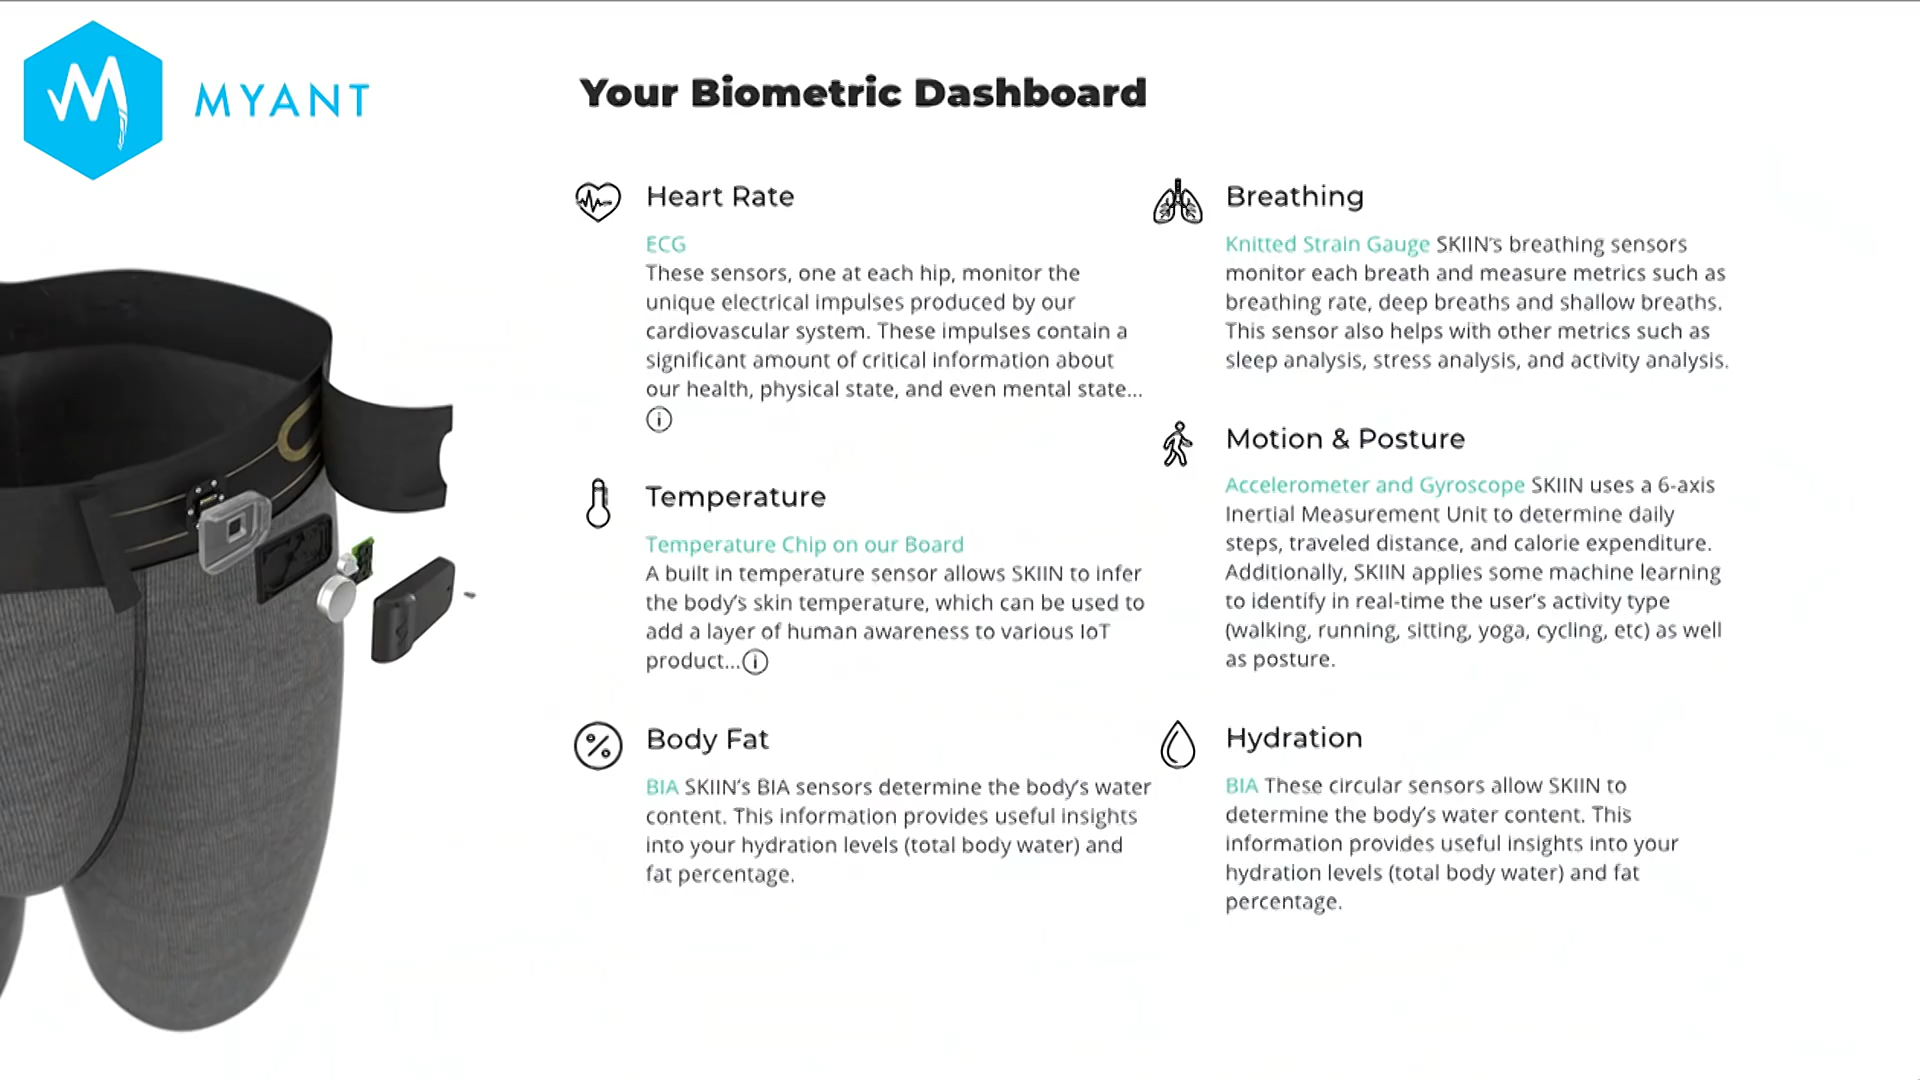 MYANT
Your Biometric Dashboard
Heart Rate
ECG
These sensors, one at each hip, monitor the
unique electrical impulses produced by our
cardiovascular system. These impulses contain a
significant amount of critical information about
our health, physical state, and even mental state...
Temperature
Temperature Chip on our Board
A built in temperature sensor allows SKIIN to infer
the body's skin temperature, which can be used to
add a layer of human awareness to various IoT
product...
Body Fat
BIA SKIIN's BIA sensors determine the body's water
content. This information provides useful insights
into your hydration levels (total body water) and
fat percentage.
Breathing
Knitted Strain Gauge SKIIN's breathing sensors
monitor each breath and measure metrics such as
breathing rate, deep breaths and shallow breaths.
This sensor also helps with other metrics such as
sleep analysis, stress analysis, and activity analysis.
Motion & Posture
Accelerometer and Gyroscope SKIIN uses a 6-axis
Inertial Measurement Unit to determine daily
steps, traveled distance, and calorie expenditure.
Additionally, SKIIN applies some machine learning
to identify in real-time the user's activity type
(walking, running, sitting, yoga, cycling, etc) as well
as posture.
Hydration
BIA These circular sensors allow SKIIN to
determine the body's water content. This
information provides useful insights into your
hydration levels (total body water) and fat
percentage.